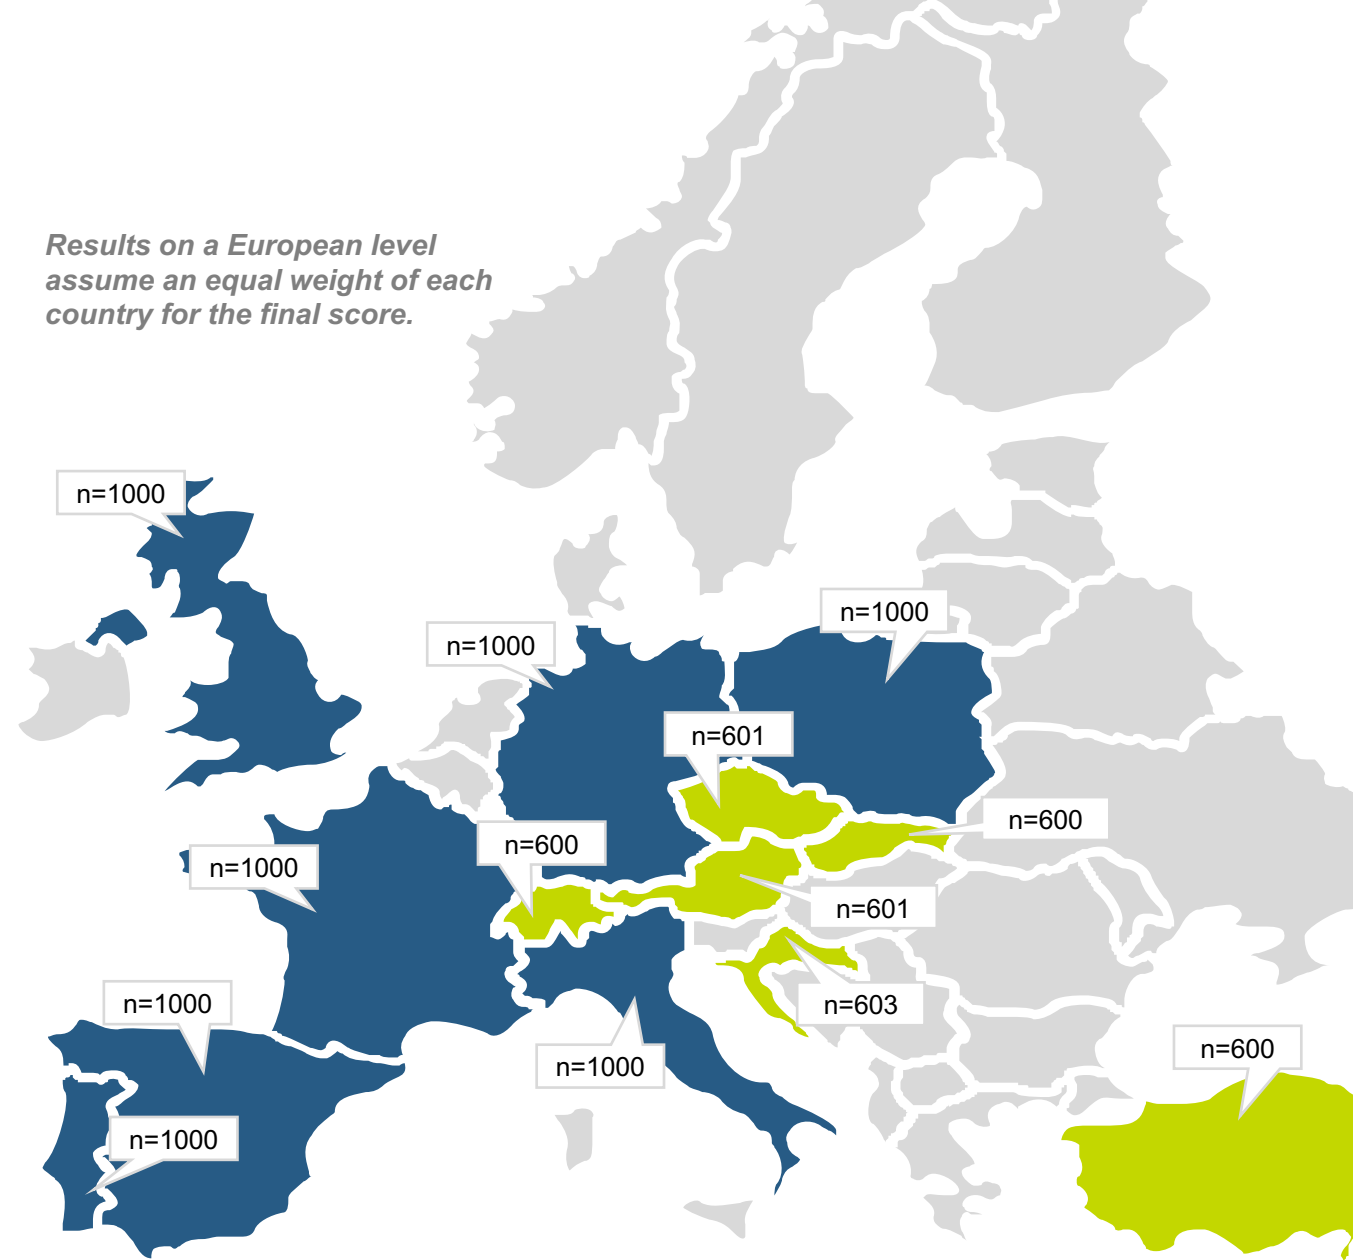 Results on a European level
assume an equal weight of each
country for the final score.
n=1000
n=1000
n=1000
n=601
n=600
n=600
n=1000
n=601
n=1000
n=603
n=1000
n=600
n=1000